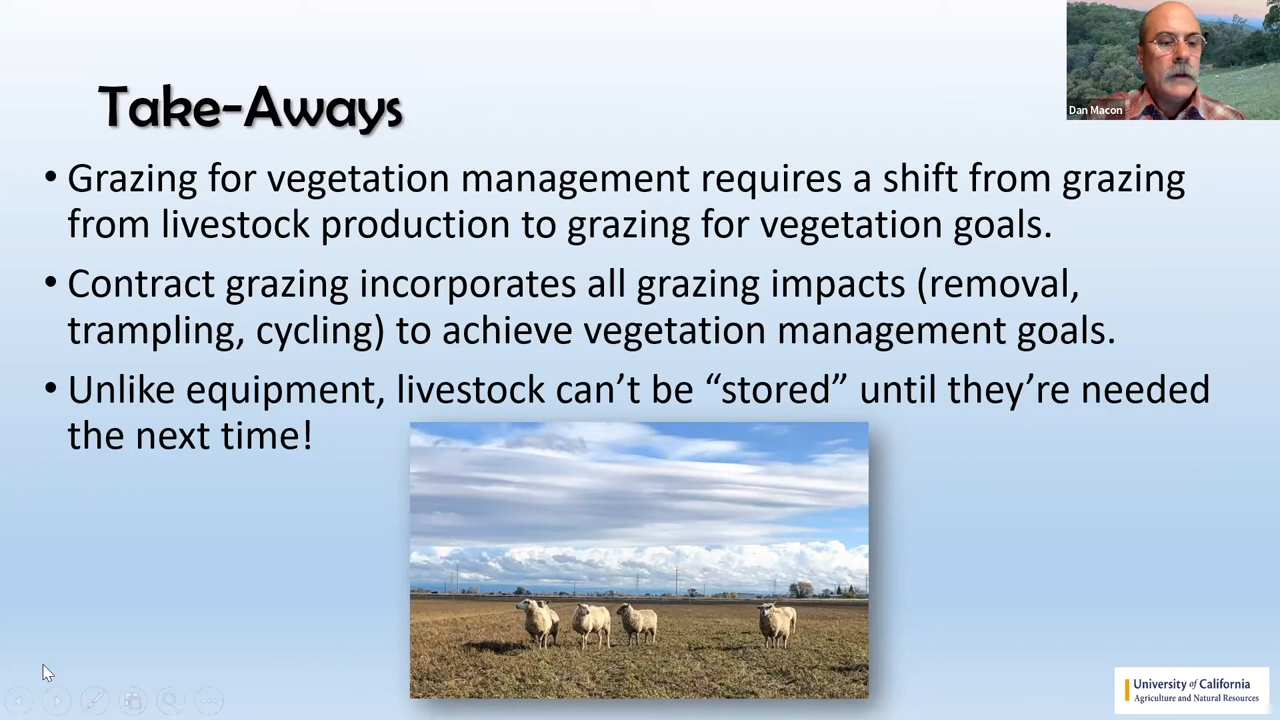 Take-Aways
Dan Macon
• Grazing for vegetation management requires a shift from grazing
from livestock production to grazing for vegetation goals.
• Contract grazing incorporates all grazing impacts (removal,
trampling, cycling) to achieve vegetation management goals.
• Unlike equipment, livestock can’t be “stored” until they’re needed
the next time!
University of California
Agriculture and Natural Resources